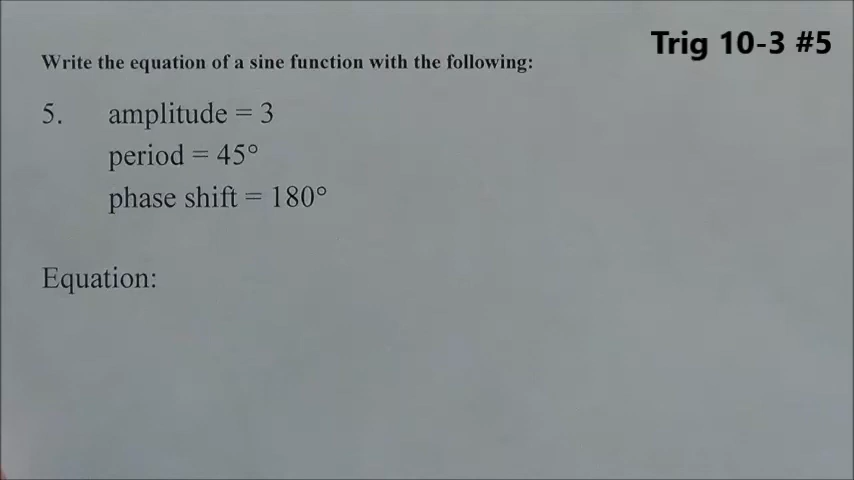 Trig 10-3 #5
Write the equation of a sine function with the following:
5. amplitude = 3
period = 45°
phase shift = 180°
Equation: